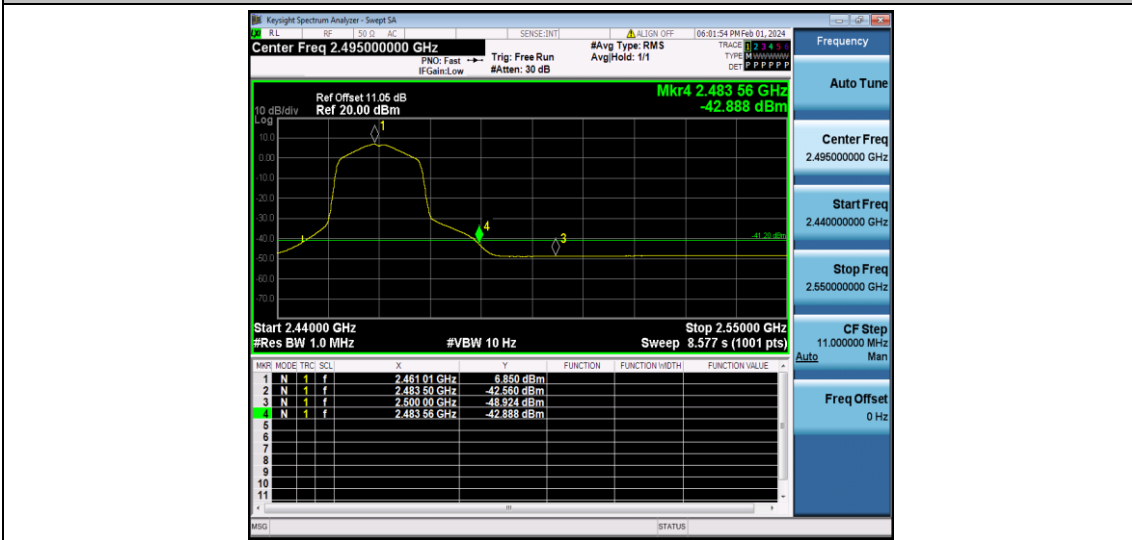 Keysight Spectrum Analyzer - Swept SA
RL RF 50 Ω AC SENSE:INT ALIGN OFF 06:01:54 PM Feb 01, 2024
Center Freq 2.495000000 GHz
PNO: Fast
IFGain:Low
Trig: Free Run
#Atten: 30 dB
#Avg Type: RMS
Avg|Hold: 1/1
TRACE 1 2 3 4 5 6
TYPE M W W W W W
DET P P P P P P
Mkr4 2.483 56 GHz
-42.888 dBm
Ref Offset 11.05 dB
10 dB/div Ref 20.00 dBm
Log
10.0
0.00
-10.0
-20.0
-30.0
-40.0
-50.0
-60.0
-70.0
1
4
3
-41.20 dBm
Start 2.44000 GHz Stop 2.55000 GHz
#Res BW 1.0 MHz #VBW 10 Hz Sweep 8.577 s (1001 pts)
MKR MODE TRC SCL X Y FUNCTION FUNCTION WIDTH FUNCTION VALUE
1 N 1 f 2.461 01 GHz 6.850 dBm
2 N 1 f 2.483 50 GHz -42.560 dBm
3 N 1 f 2.500 00 GHz -48.924 dBm
4 N 1 f 2.483 56 GHz -42.888 dBm
5
6
7
8
9
10
11
MSG STATUS
Frequency
Auto Tune
Center Freq
2.495000000 GHz
Start Freq
2.440000000 GHz
Stop Freq
2.550000000 GHz
CF Step
11.000000 MHz
Auto Man
Freq Offset
0 Hz